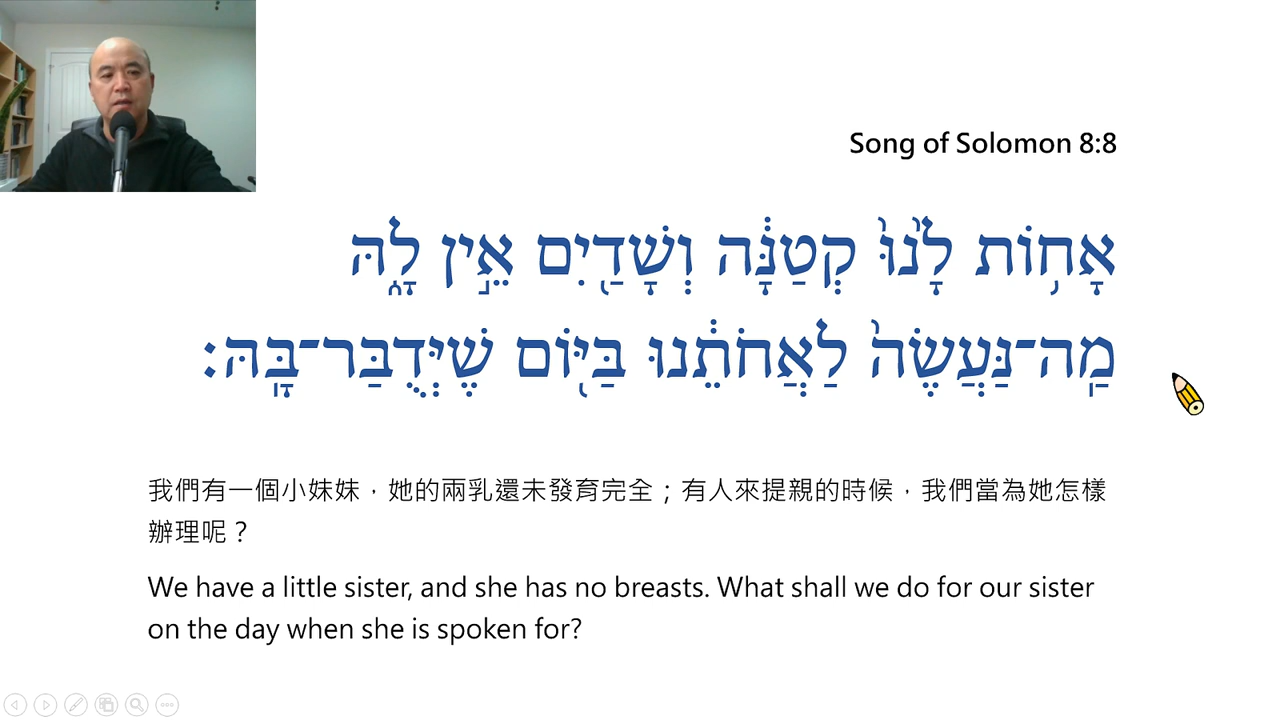 Song of Solomon 8:8
אָח֥וֹת לָ֙נוּ֙ קְטַנָּ֔ה וְשָׁדַ֖יִם אֵ֣ין לָ֑הּ
מַֽה־נַּעֲשֶׂה֙ לַאֲחֹתֵ֔נוּ בַּיּ֖וֹם שֶׁיְּדֻבַּר־בָּֽהּ׃
我們有一個小妹妹，她的兩乳還未發育完全；有人來提親的時候，我們當為她怎樣
辦理呢？
We have a little sister, and she has no breasts. What shall we do for our sister
on the day when she is spoken for?